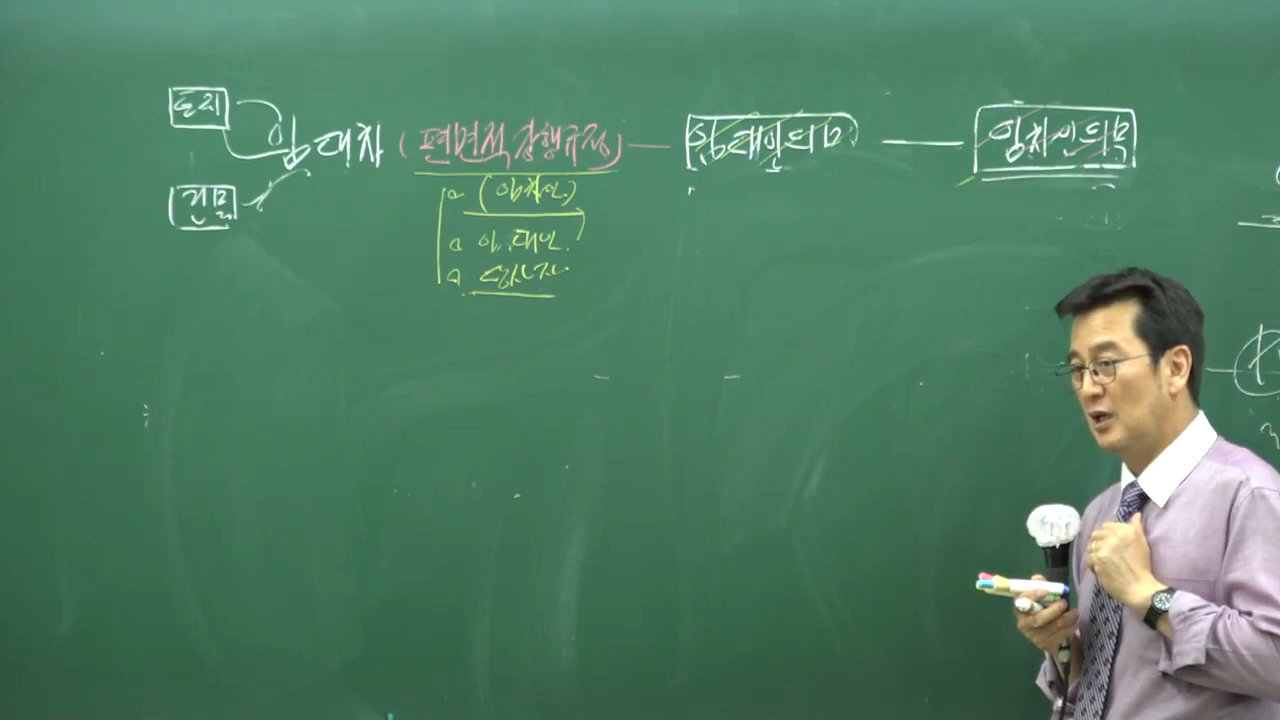 토지
임대차 (편면적 강행규정) — 임대인의무 — 임차인의무
건물
(임차인)
임대인